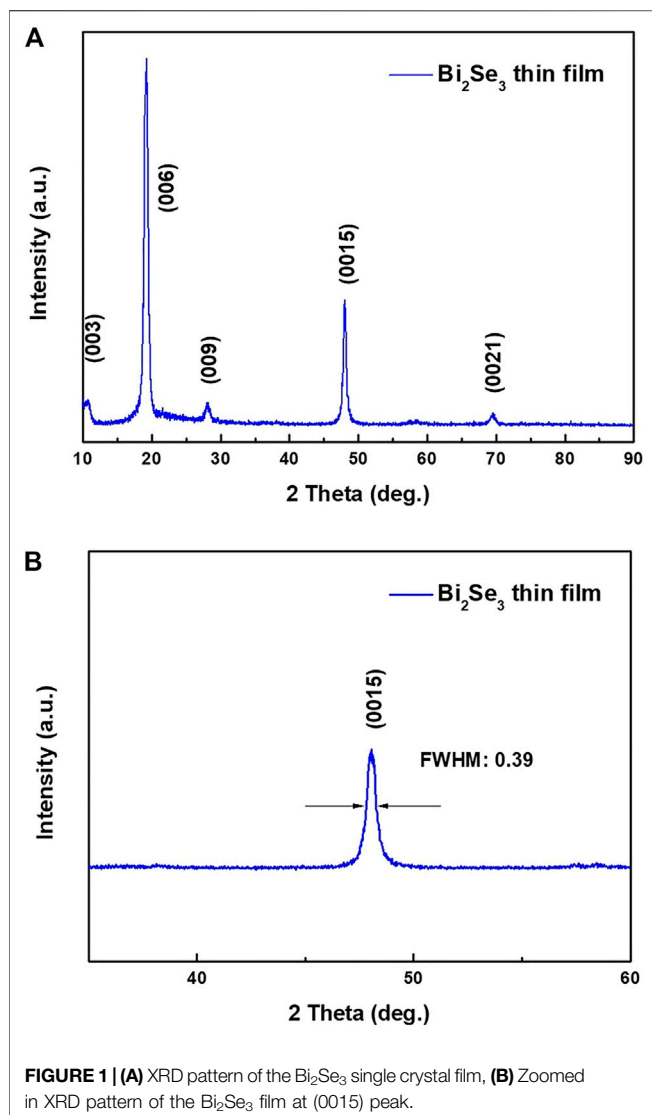 A
Bi₂Se₃ thin film
(006)
(0015)
(003)
(009)
(0021)
Intensity (a.u.)
10 20 30 40 50 60 70 80 90
2 Theta (deg.)
B
Bi₂Se₃ thin film
(0015)
FWHM: 0.39
Intensity (a.u.)
40 50 60
2 Theta (deg.)
FIGURE 1 | (A) XRD pattern of the Bi₂Se₃ single crystal film, (B) Zoomed
in XRD pattern of the Bi₂Se₃ film at (0015) peak.